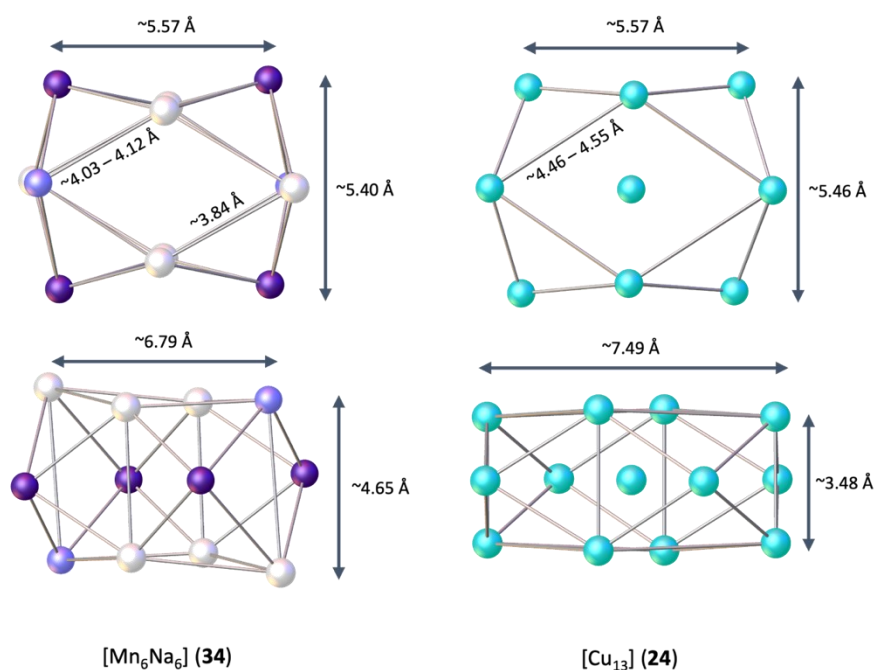 ~5.57 Å
~5.57 Å
~4.03 – 4.12 Å
~3.84 Å
~5.40 Å
~4.46 – 4.55 Å
~5.46 Å
~6.79 Å
~7.49 Å
~4.65 Å
~3.48 Å
[Mn₆Na₆] (34)
[Cu₁₃] (24)